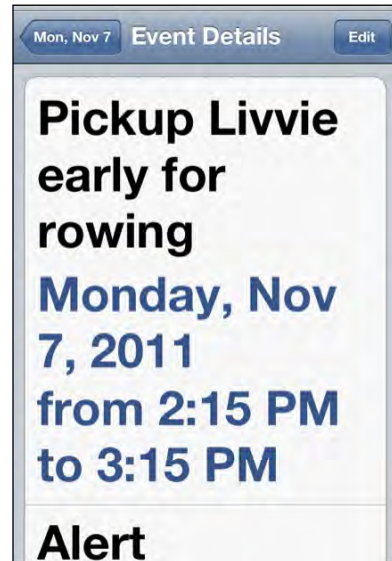 Mon, Nov 7 Event Details Edit
Pickup Livvie
early for
rowing
Monday, Nov
7, 2011
from 2:15 PM
to 3:15 PM
Alert